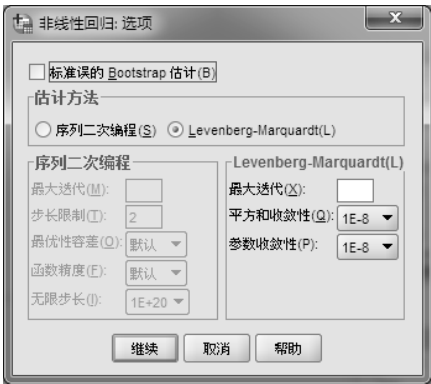 非线性回归: 选项
标准误的 Bootstrap 估计(B)
估计方法
序列二次编程(S) Levenberg-Marquardt(L)
序列二次编程
最大迭代(M):
步长限制(T): 2
最优性容差(O): 默认
函数精度(F): 默认
无限步长(I): 1E+20
Levenberg-Marquardt(L)
最大迭代(X):
平方和收敛性(Q): 1E-8
参数收敛性(P): 1E-8
继续 取消 帮助